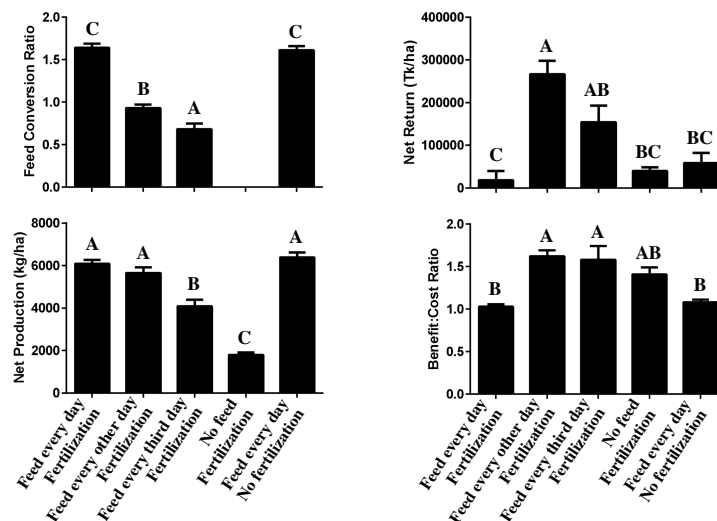 Feed Conversion Ratio
2.0
1.5
1.0
0.5
0.0
C
B
A
C
Net Return (Tk/ha)
400000
300000
200000
100000
0
C
A
AB
BC
BC
Net Production (kg/ha)
8000
6000
4000
2000
0
A
A
B
C
A
Feed every day
Fertilization
Feed every other day
Fertilization
Feed every third day
Fertilization
No feed
Fertilization
Feed every day
No fertilization
Benefit:Cost Ratio
2.0
1.5
1.0
0.5
0.0
B
A
A
AB
B
Feed every day
Fertilization
Feed every other day
Fertilization
Feed every third day
Fertilization
No feed
Fertilization
Feed every day
No fertilization